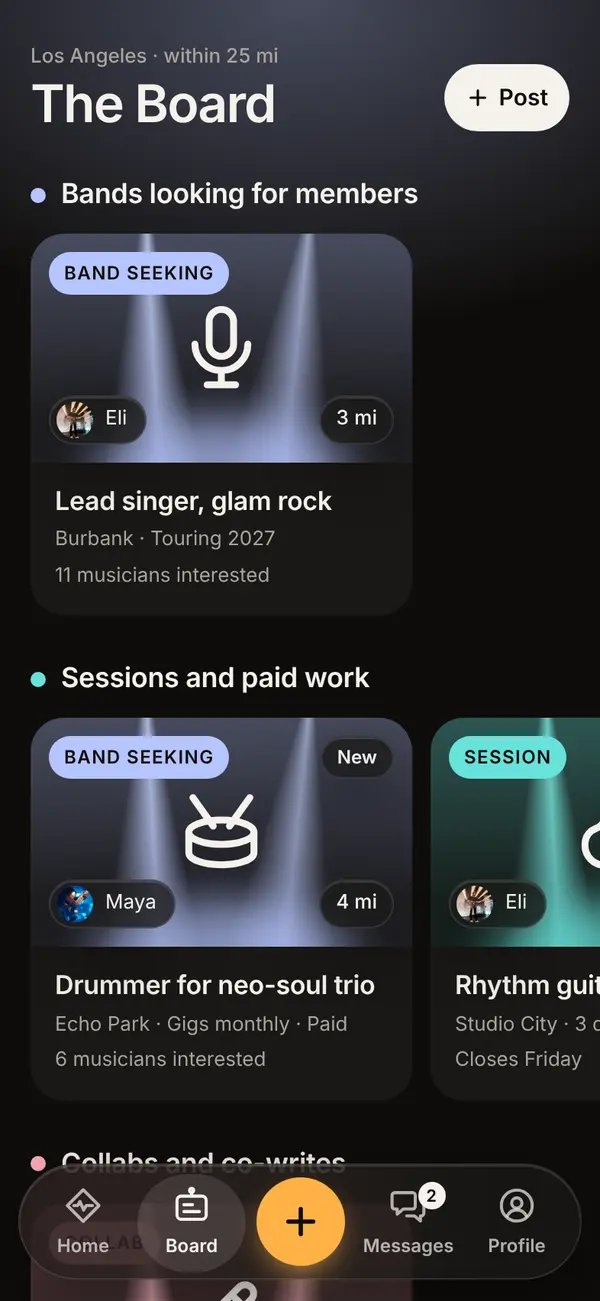 Los Angeles · within 25 mi
The Board
+ Post
Bands looking for members
BAND SEEKING
Eli
3 mi
Lead singer, glam rock
Burbank · Touring 2027
11 musicians interested
Sessions and paid work
BAND SEEKING
New
SESSION
Maya
4 mi
Eli
Drummer for neo-soul trio
Echo Park · Gigs monthly · Paid
6 musicians interested
Rhythm guit
Studio City · 3
Closes Friday
Collabs and co-writes
COLLAB
2
Home
Board
Messages
Profile